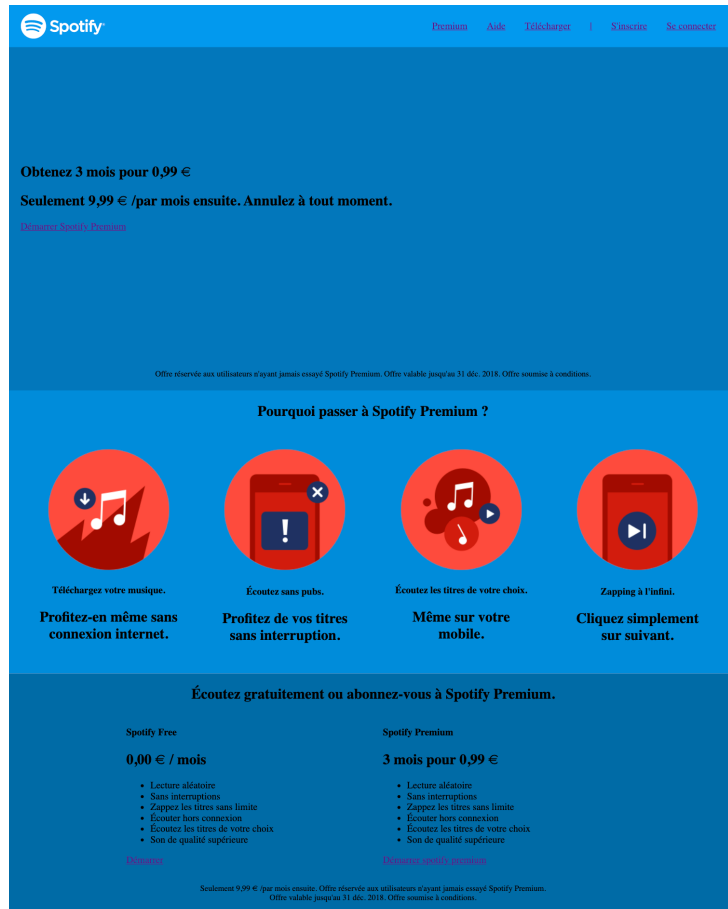 Spotify
Premium Aide Télécharger | S'inscrire Se connecter
Obtenez 3 mois pour 0,99 €
Seulement 9,99 € /par mois ensuite. Annulez à tout moment.
Démarrer Spotify Premium
Offre réservée aux utilisateurs n'ayant jamais essayé Spotify Premium. Offre valable jusqu'au 31 déc. 2018. Offre soumise à conditions.
Pourquoi passer à Spotify Premium ?
Téléchargez votre musique.
Profitez-en même sans
connexion internet.
Écoutez sans pubs.
Profitez de vos titres
sans interruption.
Écoutez les titres de votre choix.
Même sur votre
mobile.
Zapping à l'infini.
Cliquez simplement
sur suivant.
Écoutez gratuitement ou abonnez-vous à Spotify Premium.
Spotify Free
0,00 € / mois
• Lecture aléatoire
• Sans interruptions
• Zappez les titres sans limite
• Écouter hors connexion
• Écoutez les titres de votre choix
• Son de qualité supérieure
Démarrer
Spotify Premium
3 mois pour 0,99 €
• Lecture aléatoire
• Sans interruptions
• Zappez les titres sans limite
• Écouter hors connexion
• Écoutez les titres de votre choix
• Son de qualité supérieure
Démarrer spotify premium
Seulement 9,99 € /par mois ensuite. Offre réservée aux utilisateurs n'ayant jamais essayé Spotify Premium.
Offre valable jusqu'au 31 déc. 2018. Offre soumise à conditions.